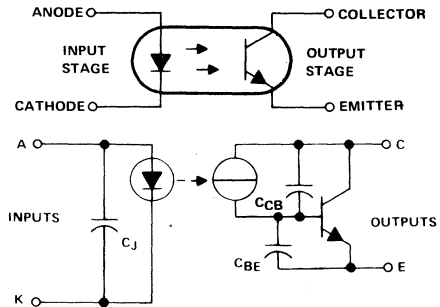 ANODE
COLLECTOR
INPUT
STAGE
OUTPUT
STAGE
CATHODE
EMITTER
A
C
INPUTS
CJ
CCB
OUTPUTS
CBE
K
E